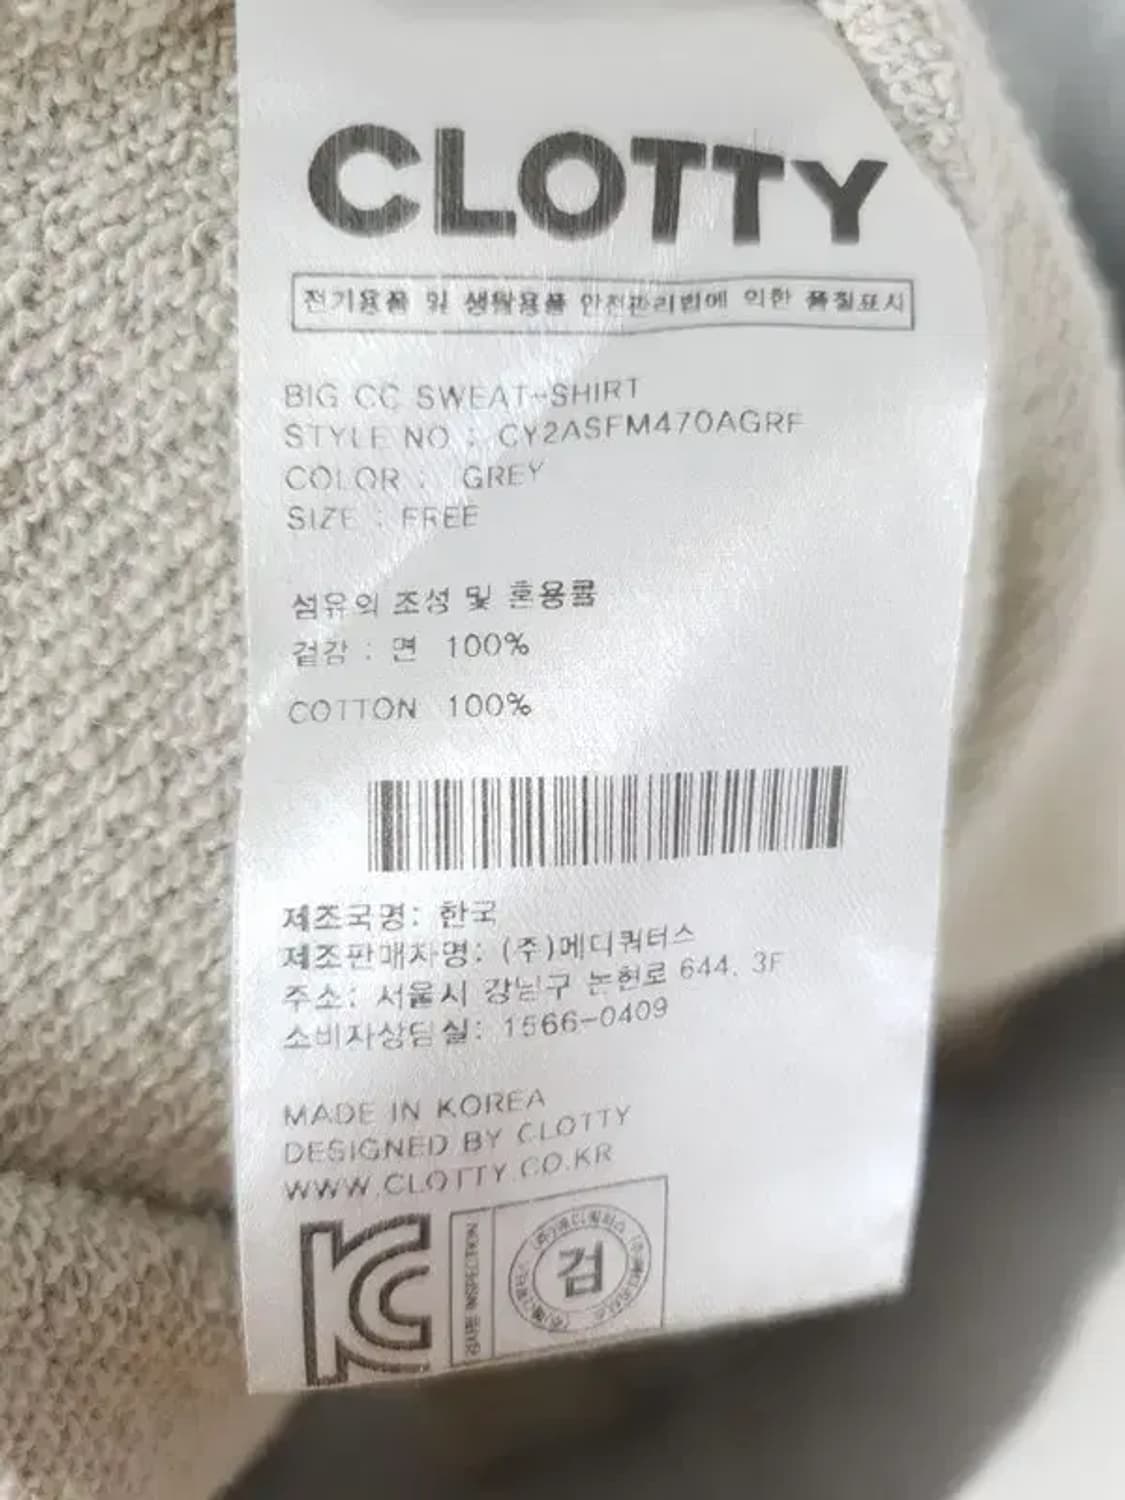 CLOTTY
전기용품 및 생활용품 안전관리법에 의한 품질표시
BIG CC SWEAT-SHIRT
STYLE NO : CY2ASFM470AGRF
COLOR : GREY
SIZE : FREE
섬유의 조성 및 혼용률
겉감 : 면 100%
COTTON 100%
제조국명: 한국
제조판매자명: (주)메디쿼터스
주소: 서울시 강남구 논현로 644. 3F
소비자상담실: 1566-0409
MADE IN KOREA
DESIGNED BY CLOTTY
WWW.CLOTTY.CO.KR
KC
INSPECTION
검